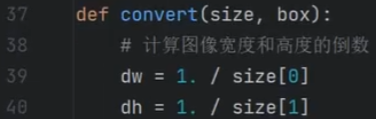 37 def convert(size, box):
38 # 计算图像宽度和高度的倒数
39 dw = 1. / size[0]
40 dh = 1. / size[1]